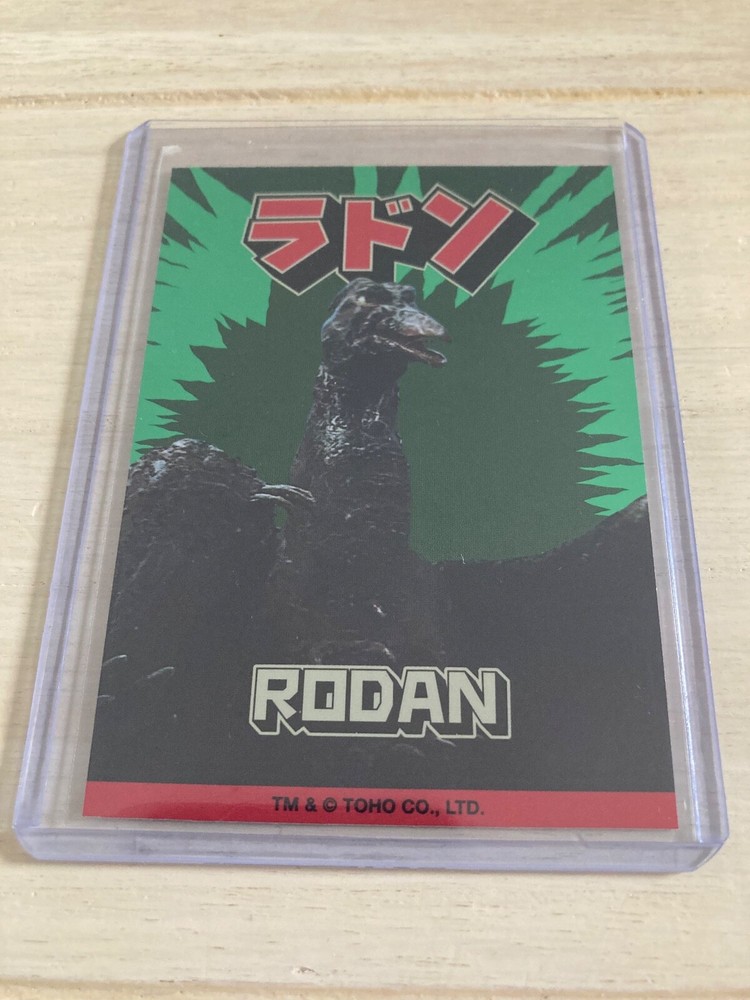 ラドン
RODAN
TM & © TOHO CO., LTD.